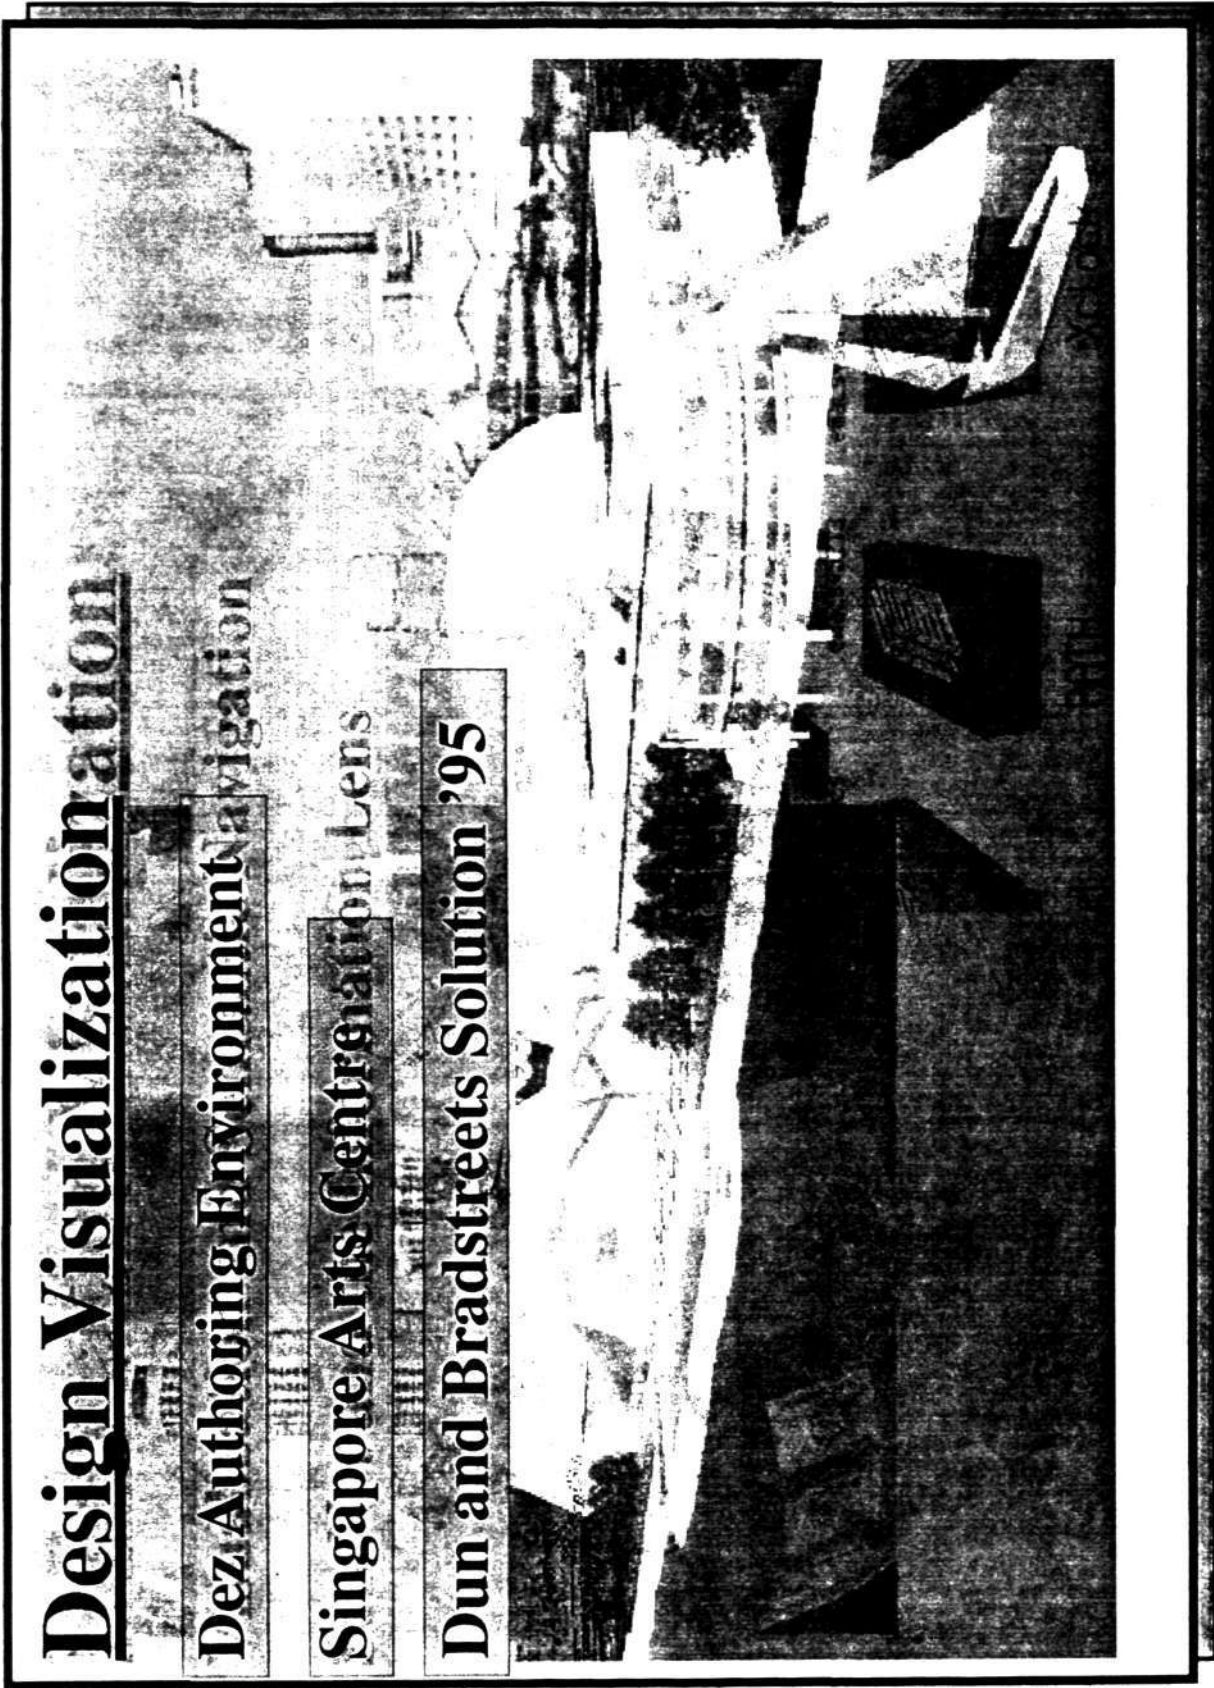 Design Visualization
Dez Authoring Environment
Singapore Arts Centre
Dun and Bradstreets Solution '95